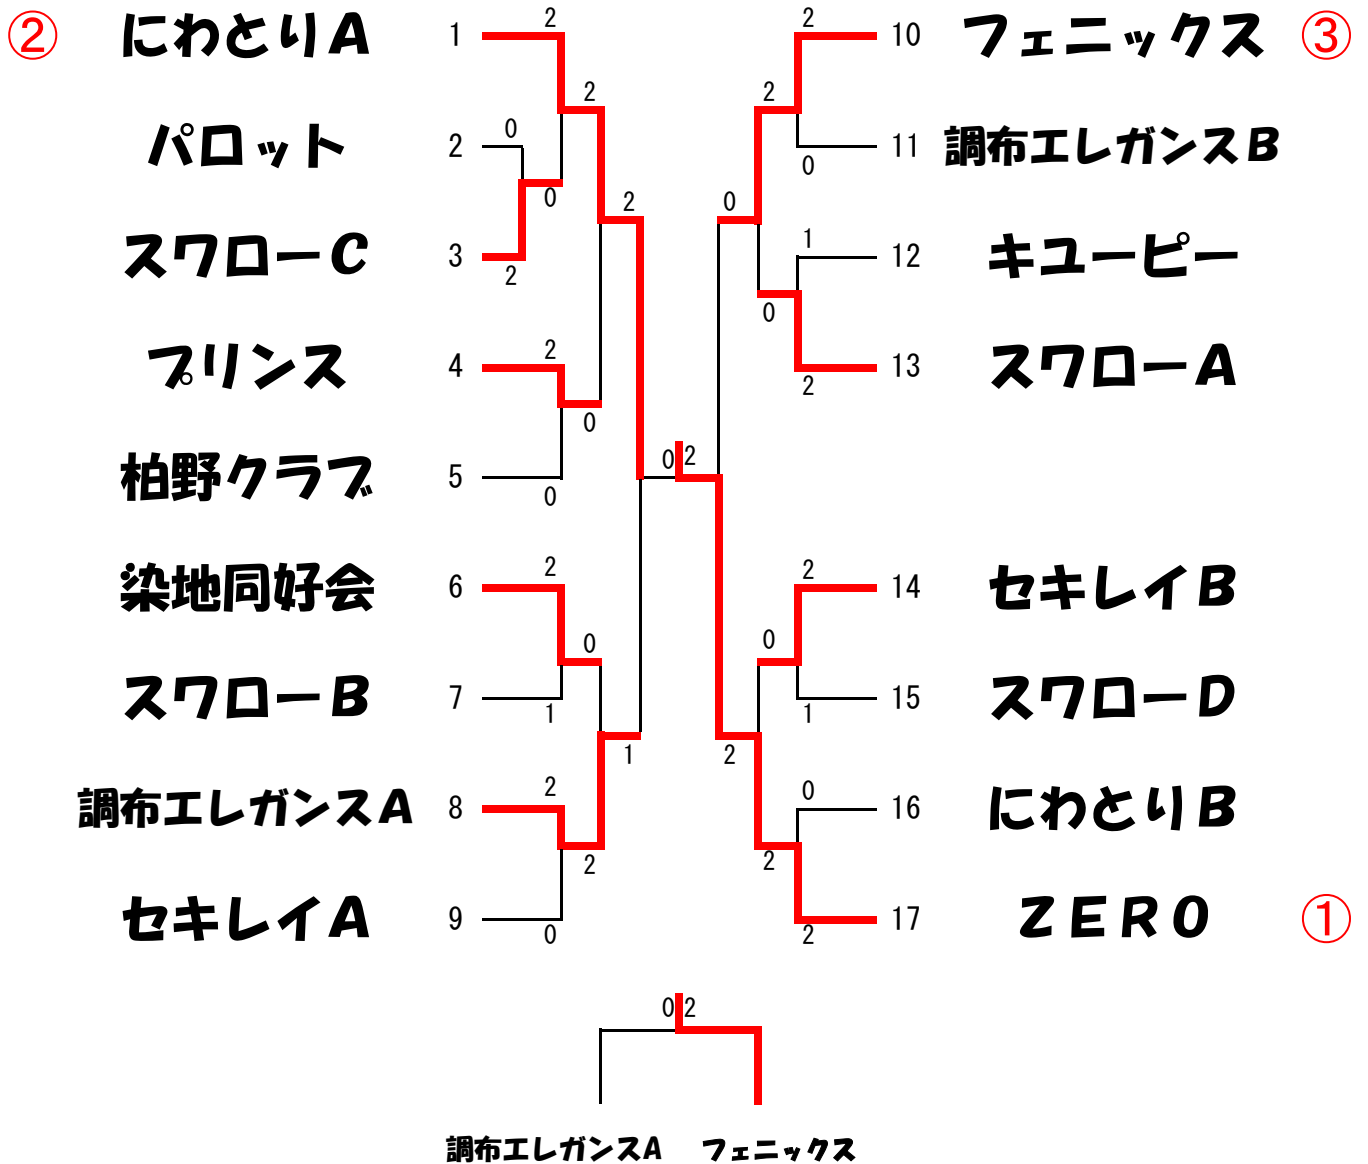 ② にわとりA 1 2 2 10 フェニックス ③
2 2
パロット 0 2 11 調布エレガンスB
0 0
2 0
スワローC 3 1 12 キユーピー
2 0
プリンス 4 2 13 スワローA
2
0
柏野クラブ 5 0 2
0
染地同好会 6 2 2 14 セキレイB
0 0
スワローB 7 15 スワローD
1 1
1 2
調布エレガンスA 8 2 0 16 にわとりB
2 2
セキレイA 9 17 ZERO ①
0 2
0 2
調布エレガンスA フェニックス